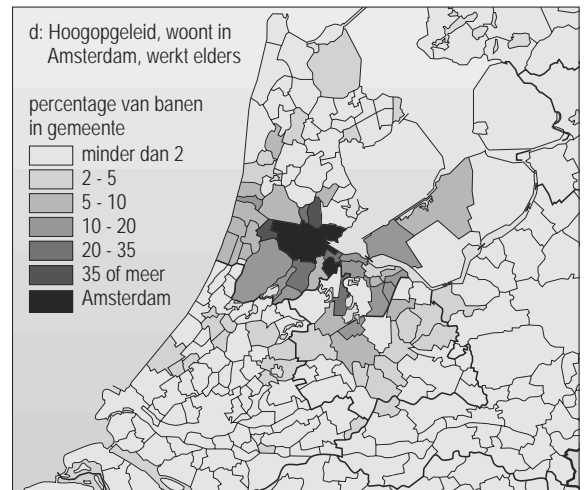 d: Hoogopgeleid, woont in
Amsterdam, werkt elders
percentage van banen
in gemeente
minder dan 2
2 - 5
5 - 10
10 - 20
20 - 35
35 of meer
Amsterdam